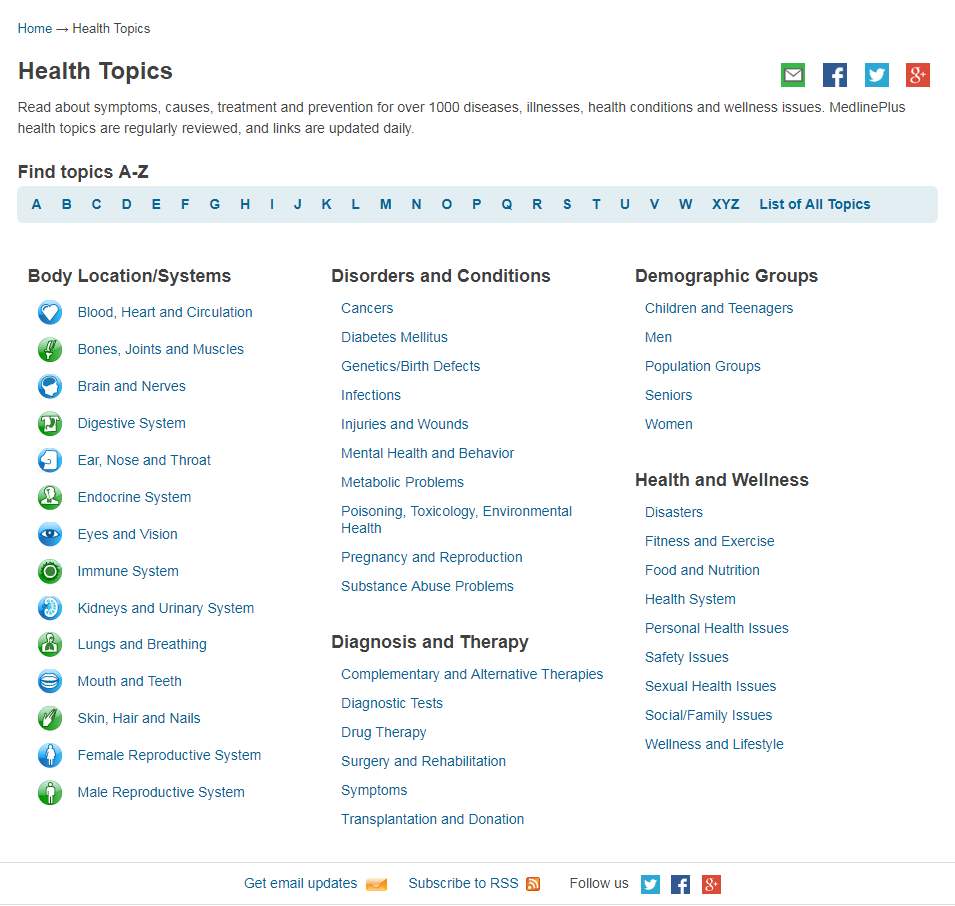 Home → Health Topics
Health Topics
Read about symptoms, causes, treatment and prevention for over 1000 diseases, illnesses, health conditions and wellness issues. MedlinePlus
health topics are regularly reviewed, and links are updated daily.
Find topics A-Z
A B C D E F G H I J K L M N O P Q R S T U V W XYZ List of All Topics
Body Location/Systems
Blood, Heart and Circulation
Bones, Joints and Muscles
Brain and Nerves
Digestive System
Ear, Nose and Throat
Endocrine System
Eyes and Vision
Immune System
Kidneys and Urinary System
Lungs and Breathing
Mouth and Teeth
Skin, Hair and Nails
Female Reproductive System
Male Reproductive System
Disorders and Conditions
Cancers
Diabetes Mellitus
Genetics/Birth Defects
Infections
Injuries and Wounds
Mental Health and Behavior
Metabolic Problems
Poisoning, Toxicology, Environmental
Health
Pregnancy and Reproduction
Substance Abuse Problems
Diagnosis and Therapy
Complementary and Alternative Therapies
Diagnostic Tests
Drug Therapy
Surgery and Rehabilitation
Symptoms
Transplantation and Donation
Demographic Groups
Children and Teenagers
Men
Population Groups
Seniors
Women
Health and Wellness
Disasters
Fitness and Exercise
Food and Nutrition
Health System
Personal Health Issues
Safety Issues
Sexual Health Issues
Social/Family Issues
Wellness and Lifestyle
Get email updates Subscribe to RSS Follow us